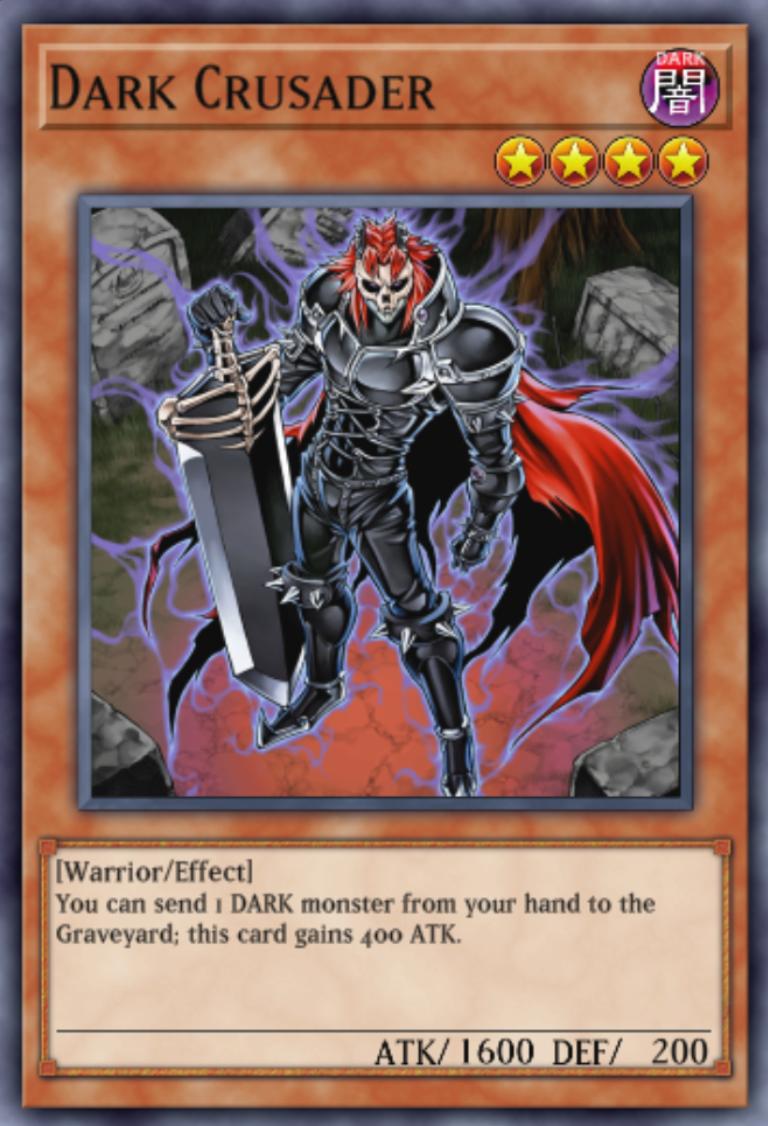 DARK CRUSADER
DARK
闇
[Warrior/Effect]
You can send 1 DARK monster from your hand to the
Graveyard; this card gains 400 ATK.
ATK/ 1600 DEF/ 200